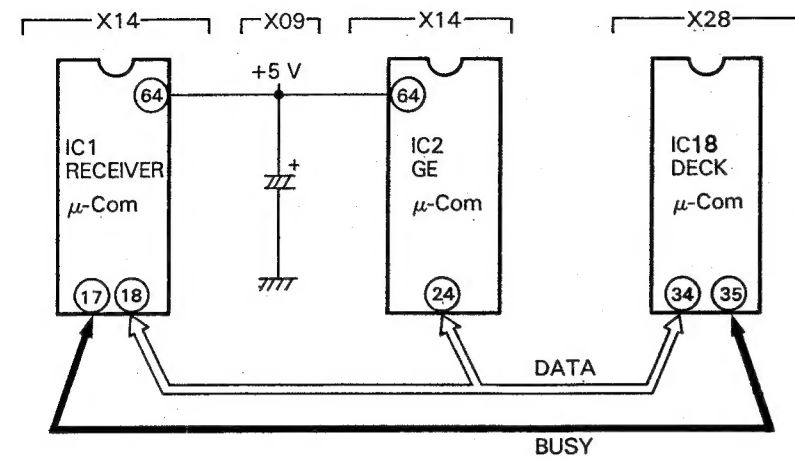 X14 X09 X14 X28
+5 V
64 64
+
IC1
RECEIVER
μ-Com
IC2
GE
μ-Com
IC18
DECK
μ-Com
17 18 24 34 35
DATA
BUSY